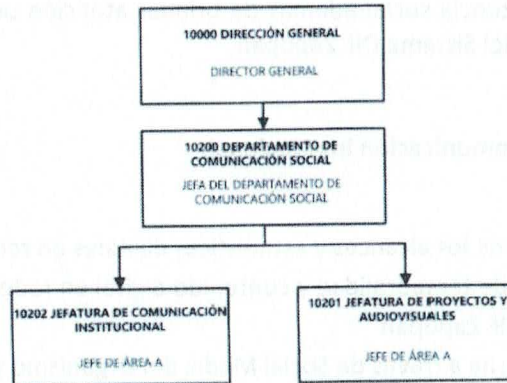 10000 DIRECCIÓN GENERAL
DIRECTOR GENERAL
10200 DEPARTAMENTO DE
COMUNICACIÓN SOCIAL
JEFA DEL DEPARTAMENTO DE
COMUNICACIÓN SOCIAL
10202 JEFATURA DE COMUNICACIÓN
INSTITUCIONAL
JEFE DE ÁREA A
10201 JEFATURA DE PROYECTOS Y
AUDIOVISUALES
JEFE DE ÁREA A